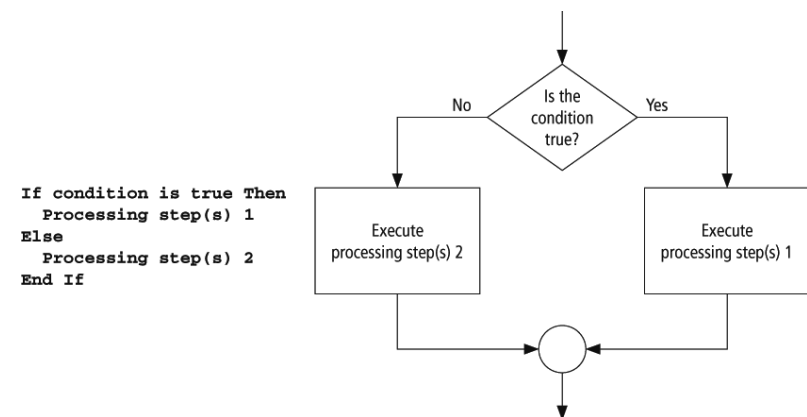 If condition is true Then
Processing step(s) 1
Else
Processing step(s) 2
End If
Is the
condition
true?
No
Yes
Execute
processing step(s) 2
Execute
processing step(s) 1